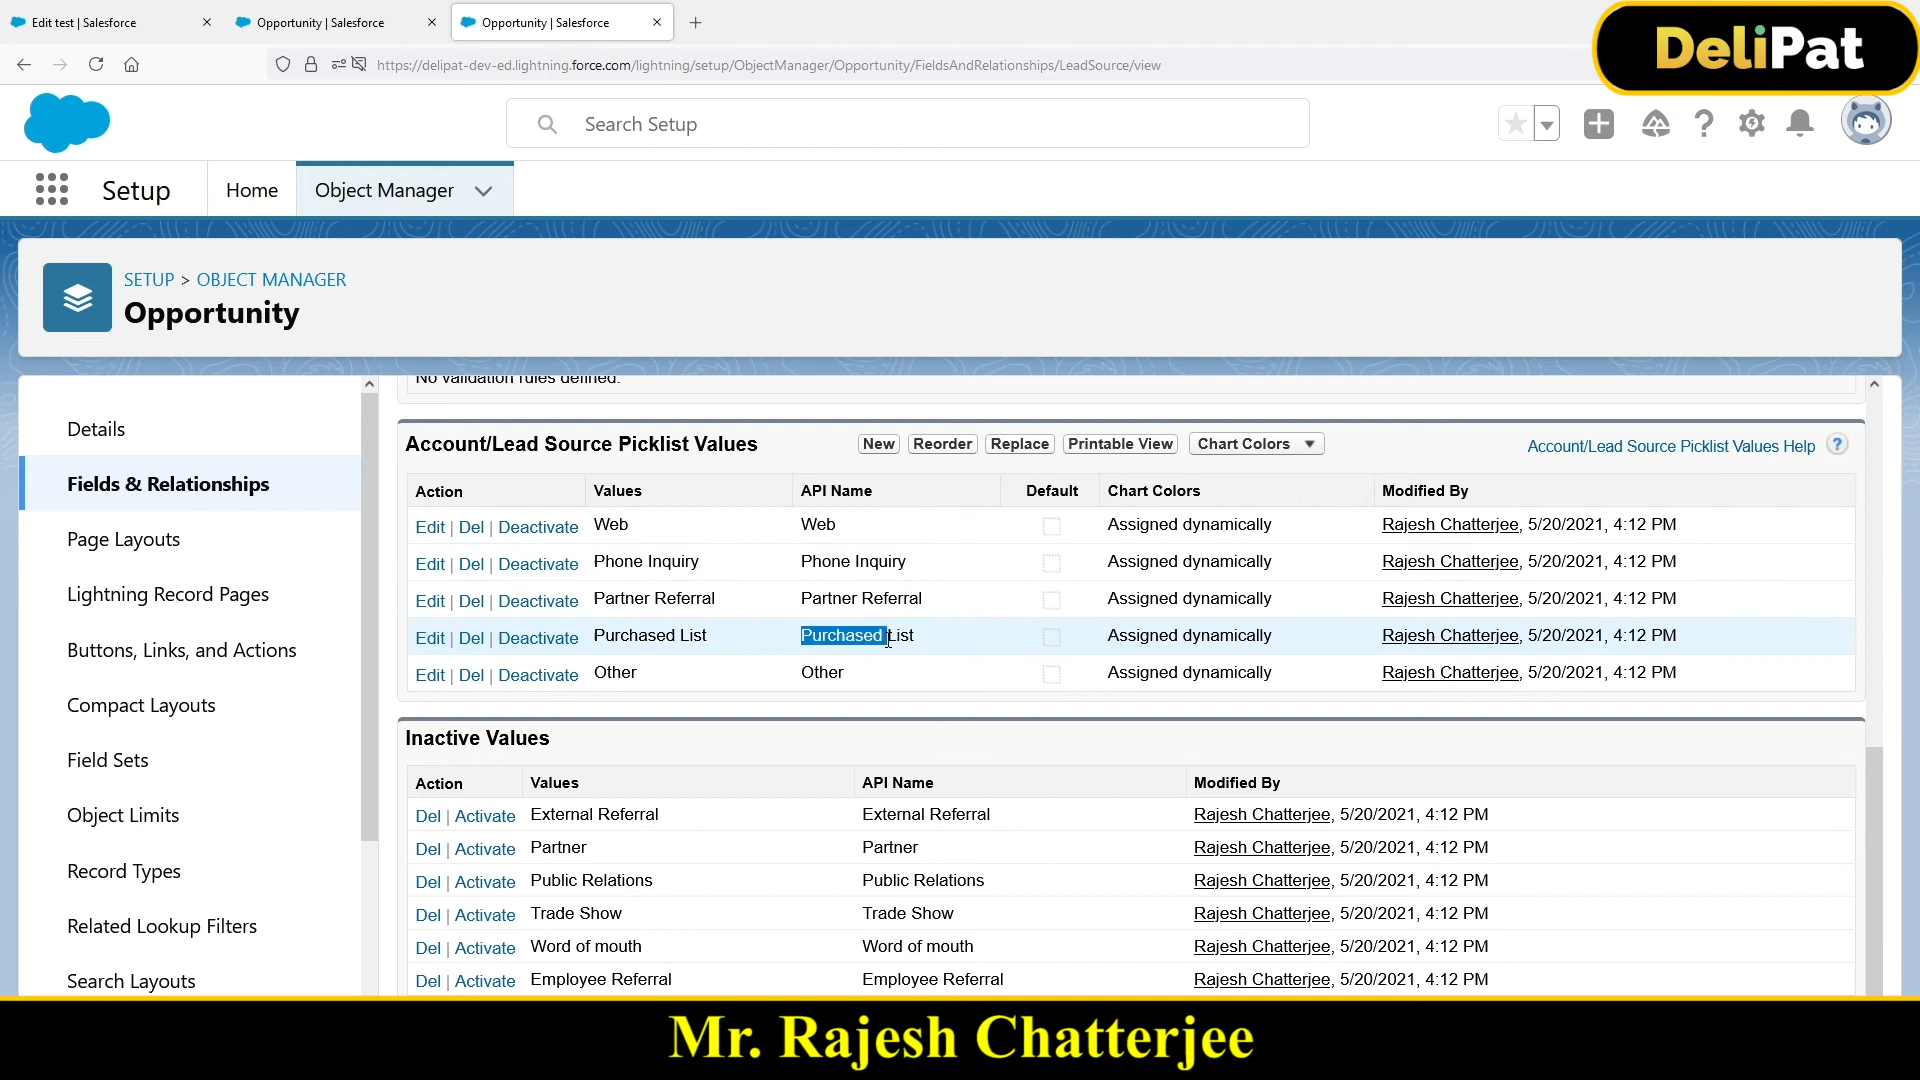 Edit test | Salesforce
Opportunity | Salesforce
Opportunity | Salesforce
DeliPat
https://delipat-dev-ed.lightning.force.com/lightning/setup/ObjectManager/Opportunity/FieldsAndRelationships/LeadSource/view
Search Setup
Setup
Home
Object Manager
SETUP > OBJECT MANAGER
Opportunity
Details
Fields & Relationships
Page Layouts
Lightning Record Pages
Buttons, Links, and Actions
Compact Layouts
Field Sets
Object Limits
Record Types
Related Lookup Filters
Search Layouts
No validation rules defined.
Account/Lead Source Picklist Values New Reorder Replace Printable View Chart Colors Account/Lead Source Picklist Values Help ?
Action Values API Name Default Chart Colors Modified By
Edit | Del | Deactivate Web Web Assigned dynamically Rajesh Chatterjee, 5/20/2021, 4:12 PM
Edit | Del | Deactivate Phone Inquiry Phone Inquiry Assigned dynamically Rajesh Chatterjee, 5/20/2021, 4:12 PM
Edit | Del | Deactivate Partner Referral Partner Referral Assigned dynamically Rajesh Chatterjee, 5/20/2021, 4:12 PM
Edit | Del | Deactivate Purchased List Purchased List Assigned dynamically Rajesh Chatterjee, 5/20/2021, 4:12 PM
Edit | Del | Deactivate Other Other Assigned dynamically Rajesh Chatterjee, 5/20/2021, 4:12 PM
Inactive Values
Action Values API Name Modified By
Del | Activate External Referral External Referral Rajesh Chatterjee, 5/20/2021, 4:12 PM
Del | Activate Partner Partner Rajesh Chatterjee, 5/20/2021, 4:12 PM
Del | Activate Public Relations Public Relations Rajesh Chatterjee, 5/20/2021, 4:12 PM
Del | Activate Trade Show Trade Show Rajesh Chatterjee, 5/20/2021, 4:12 PM
Del | Activate Word of mouth Word of mouth Rajesh Chatterjee, 5/20/2021, 4:12 PM
Del | Activate Employee Referral Employee Referral Rajesh Chatterjee, 5/20/2021, 4:12 PM
Mr. Rajesh Chatterjee